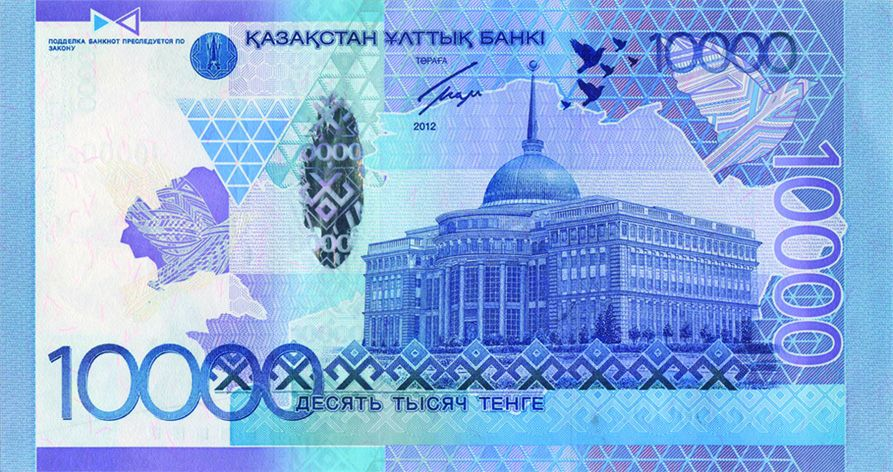 ПОДДЕЛКА БАНКНОТ ПРЕСЛЕДУЕТСЯ ПО
ЗАКОНУ
ҚАЗАҚСТАН ҰЛТТЫҚ БАНКІ
ТӨРАҒА
2012
10000
10000
10000
ДЕСЯТЬ ТЫСЯЧ ТЕНГЕ